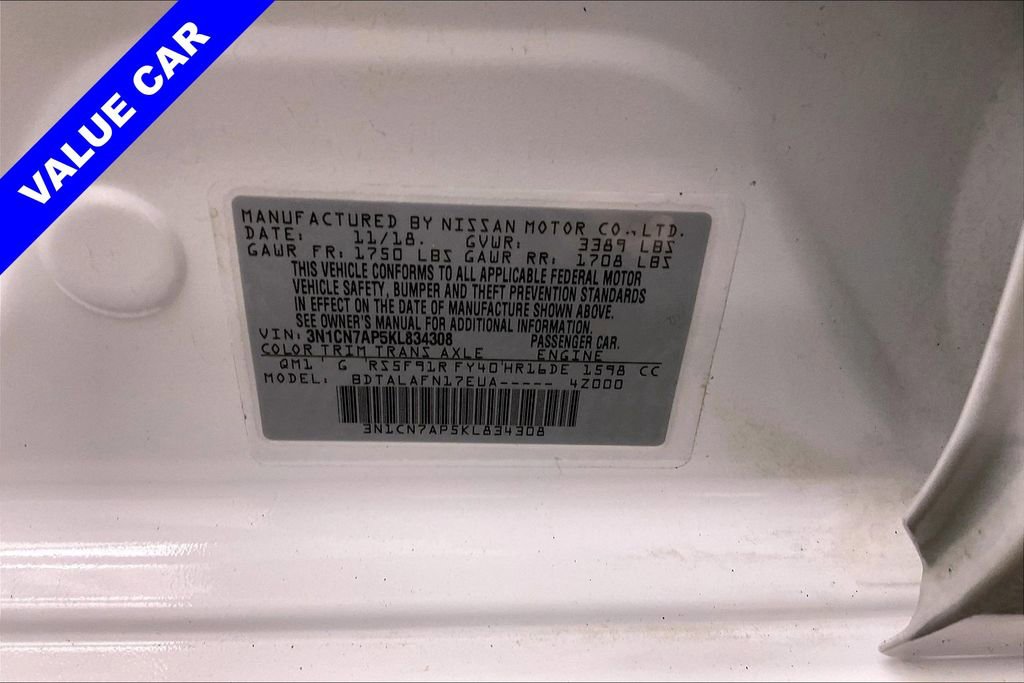 VALUE CAR
MANUFACTURED BY NISSAN MOTOR CO., LTD.
DATE: 11/18. GVWR: 3389 LBS
GAWR FR: 1750 LBS GAWR RR: 1708 LBS
THIS VEHICLE CONFORMS TO ALL APPLICABLE FEDERAL MOTOR
VEHICLE SAFETY, BUMPER AND THEFT PREVENTION STANDARDS
IN EFFECT ON THE DATE OF MANUFACTURE SHOWN ABOVE.
SEE OWNER'S MANUAL FOR ADDITIONAL INFORMATION.
VIN: 3N1CN7AP5KL834308 PASSENGER CAR.
COLOR TRIM TRANS AXLE ENGINE
QM1 ' G RS5F91R FY40'HR16DE 1598 CC
MODEL: BDTALAFN17EUA----- 4Z000
3N1CN7AP5KL834308